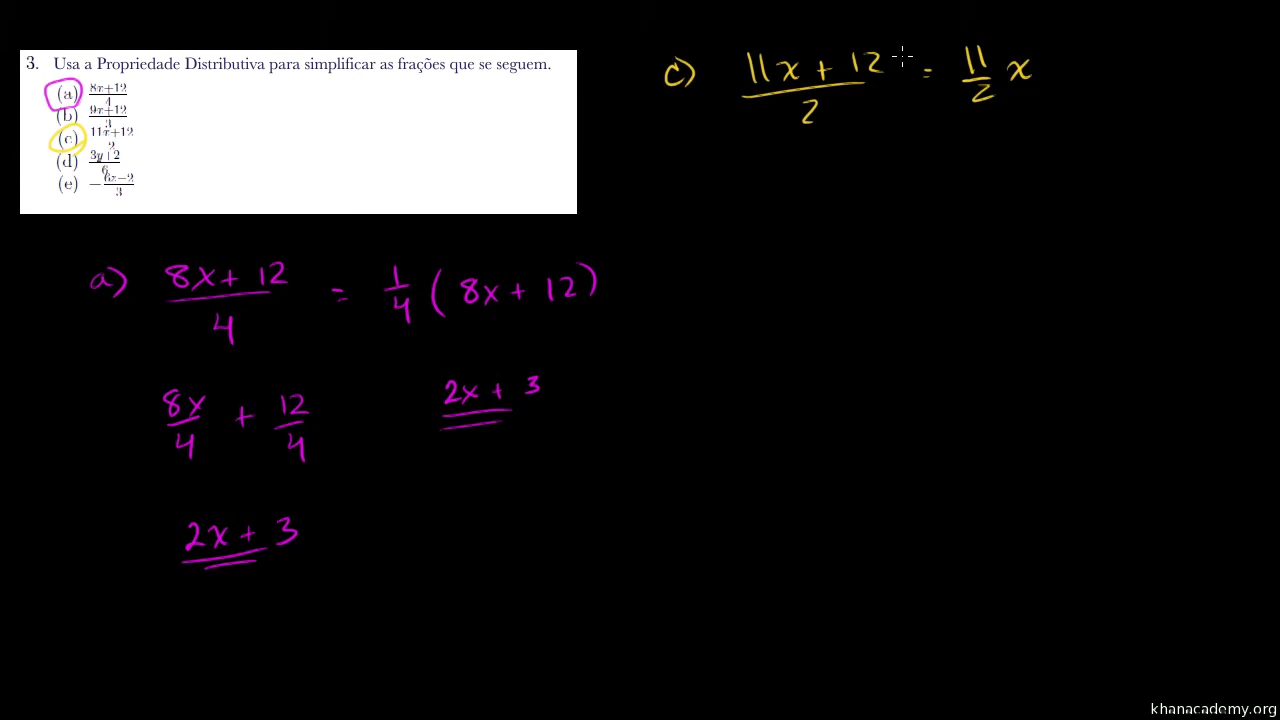 3. Usa a Propriedade Distributiva para simplificar as frações que se seguem.
(a) 8x+12
4
(b) 9x+12
3
(c) 11x+12
2
(d) 3y+2
6
(e) − 6z−2
3
c) 11x + 12 = 11 x
2 2
a) 8x + 12 = 1 ( 8x + 12 )
4 4
8x + 12
4 4
2x + 3
2x + 3
khanacademy.org